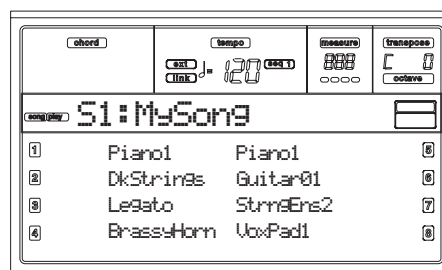 chord tempo measure transpose
ext link ♩= 120 seq 1 888 C 0
octave
song play S1:MySong
1 Piano1 Piano1 5
2 DkStrings Guitar01 6
3 Legato StrngEns2 7
4 BrassyHorn VoxPad1 8